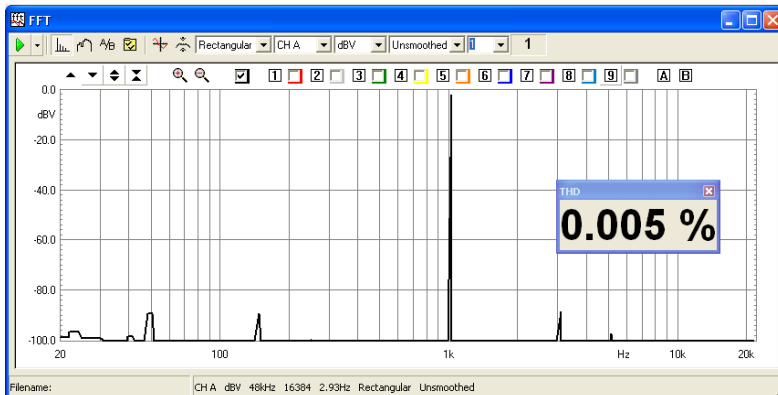 FFT
A/B Rectangular CH A dBV Unsmoothed 1 1
1 2 3 4 5 6 7 8 9 A B
0.0
dBV
-20.0
-40.0
-60.0
-80.0
-100.0
THD
0.005 %
20 100 1k Hz 10k 20k
Filename: CH A dBV 48kHz 16384 2.93Hz Rectangular Unsmoothed